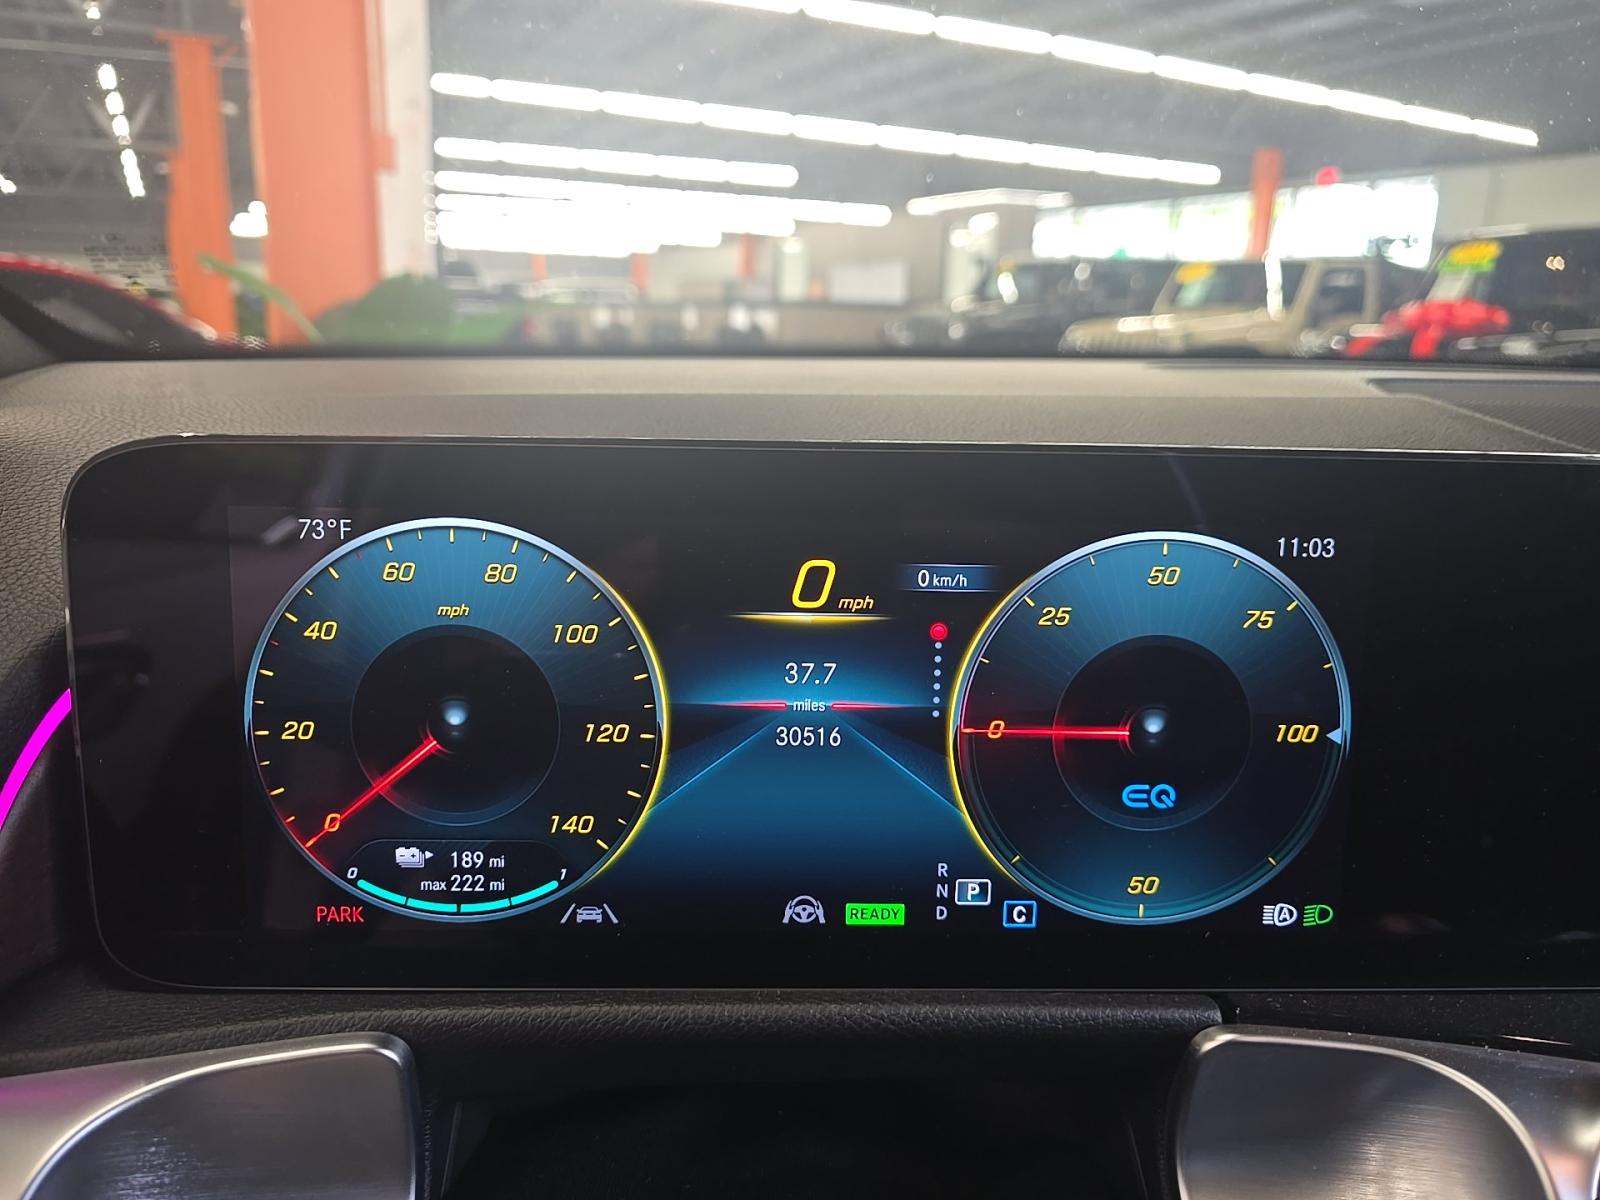 73°F
11:03
0 mph
0 km/h
60 80
mph
40 100
20 120
0 140
37.7
miles
30516
50
25 75
0 100
EQ
50
0 1
189 mi
max 222 mi
PARK
READY
R
N P
D
C
A